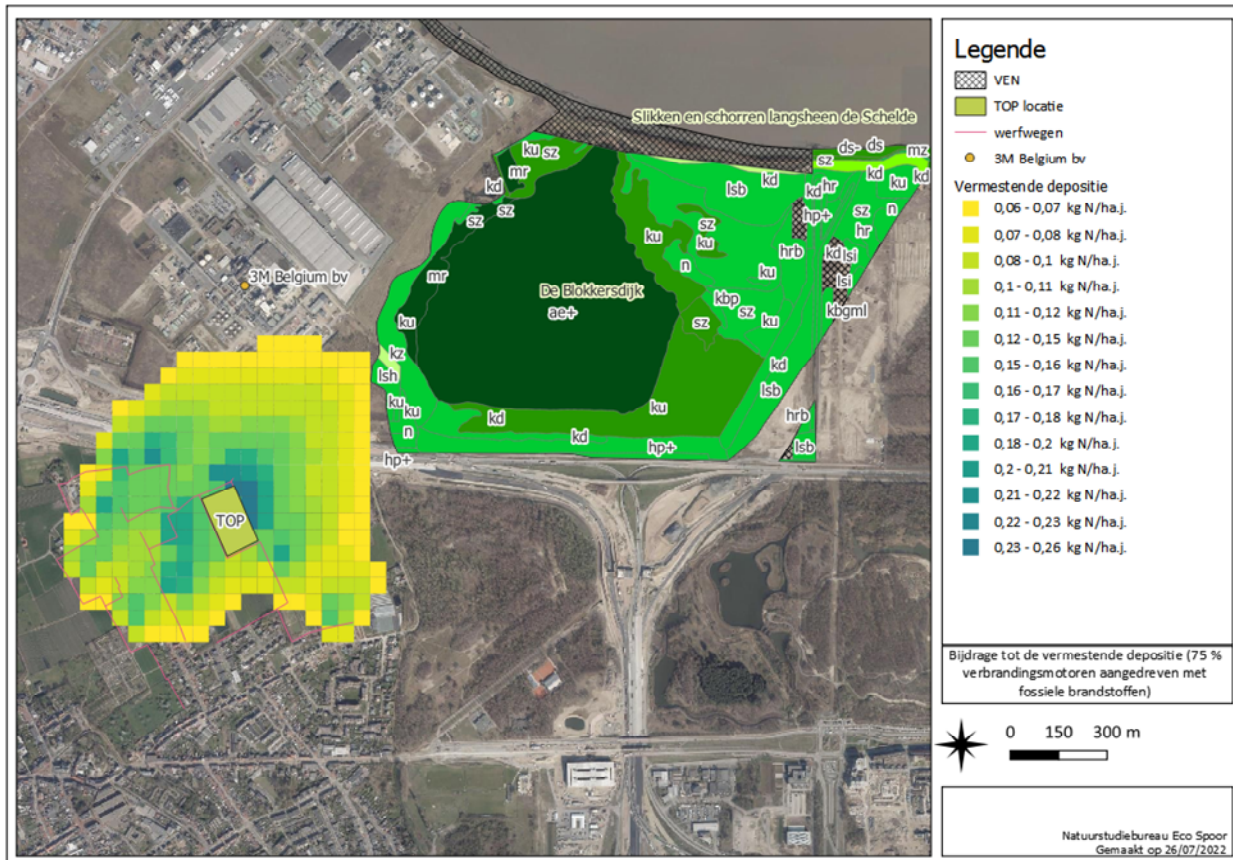 Slikken en schorren langsheen de Schelde
ds- ds mz
ku sz
mr
kd
sz
kd
kd
ku
kd
lsb
kd
hr
hp+
sz
n
hr
sz
sz
sz
ku
ku
hrb
kd
lsi
lsi
n
ku
mr
3M Belgium bv
De Blokkersdijk
ae+
kbp
sz
ku
kbgml
sz
ku
kz
lsh
kd
lsb
ku
ku
kd
ku
hrb
n
kd
hp+
lsb
hp+
TOP
Legende
VEN
TOP locatie
werfwegen
3M Belgium bv
Vermestende depositie
0,06 - 0,07 kg N/ha.j.
0,07 - 0,08 kg N/ha.j.
0,08 - 0,1 kg N/ha.j.
0,1 - 0,11 kg N/ha.j.
0,11 - 0,12 kg N/ha.j.
0,12 - 0,15 kg N/ha.j.
0,15 - 0,16 kg N/ha.j.
0,16 - 0,17 kg N/ha.j.
0,17 - 0,18 kg N/ha.j.
0,18 - 0,2 kg N/ha.j.
0,2 - 0,21 kg N/ha.j.
0,21 - 0,22 kg N/ha.j.
0,22 - 0,23 kg N/ha.j.
0,23 - 0,26 kg N/ha.j.
Bijdrage tot de vermestende depositie (75 %
verbrandingsmotoren aangedreven met
fossiele brandstoffen)
0 150 300 m
Natuurstudiebureau Eco Spoor
Gemaakt op 26/07/2022